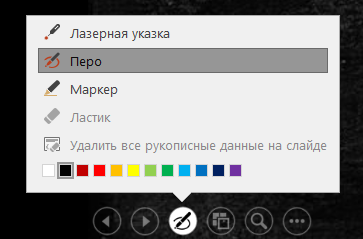 Лазерная указка
Перо
Маркер
Ластик
Удалить все рукописные данные на слайде